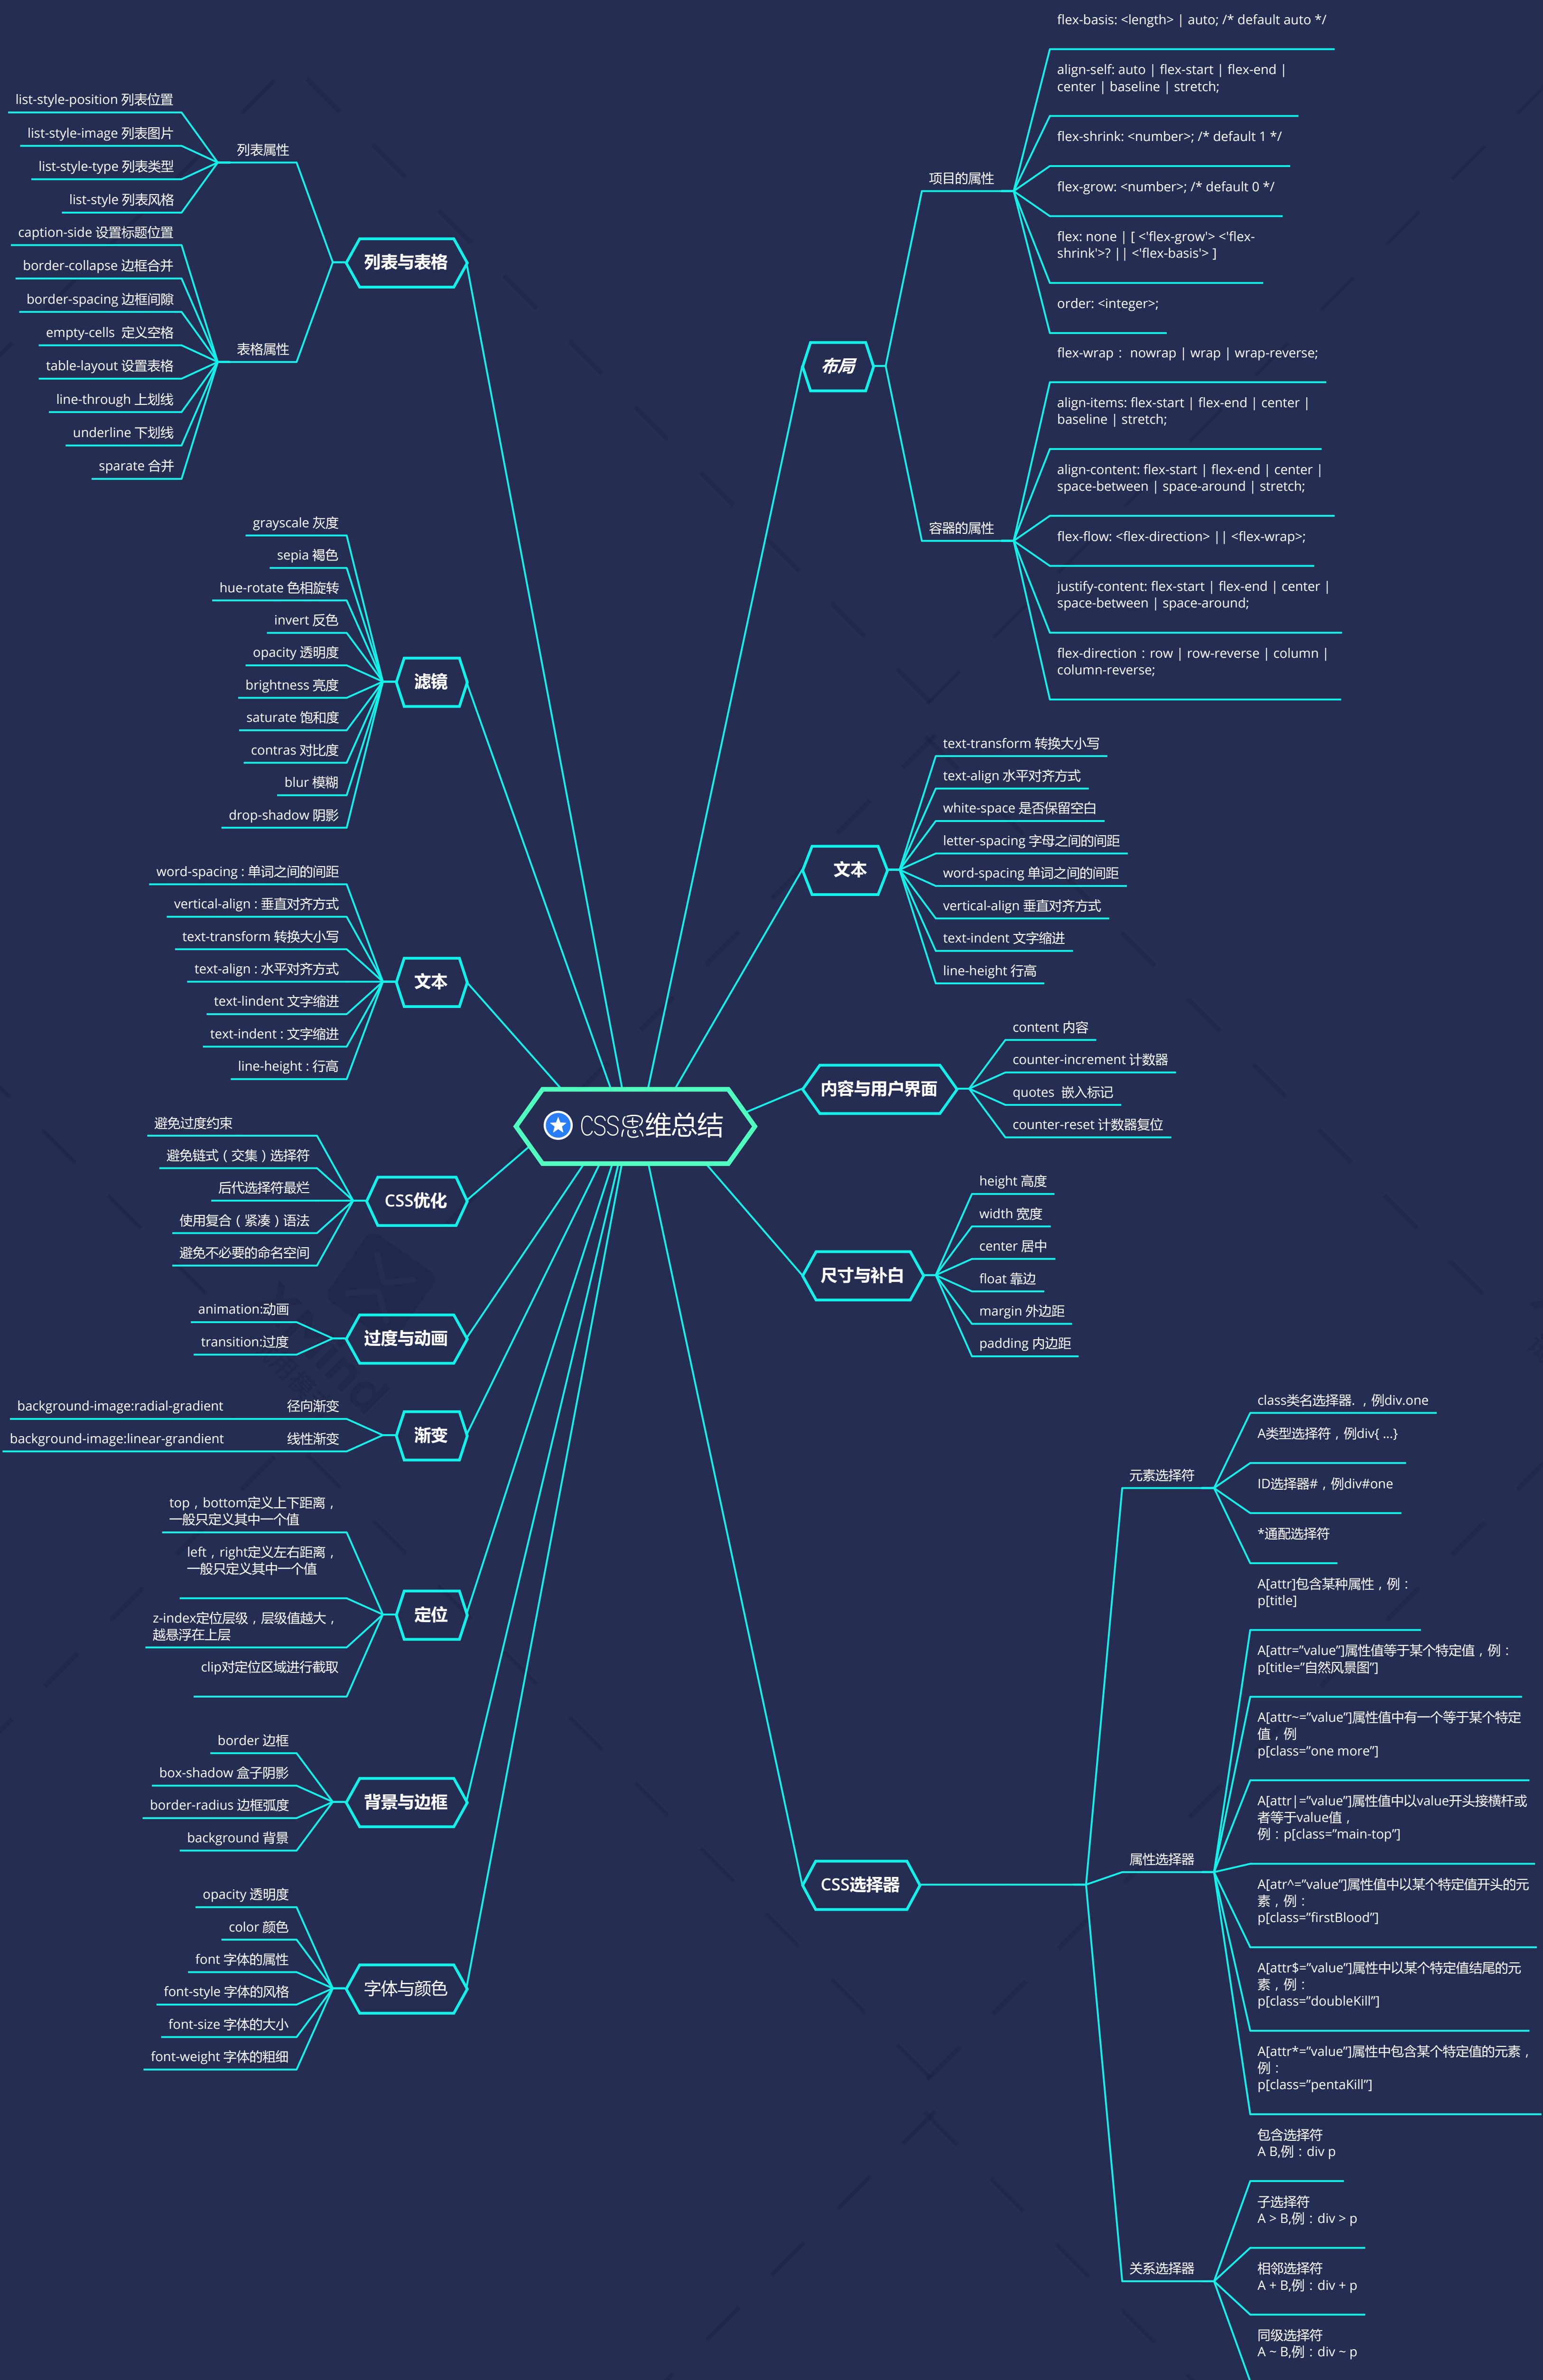 CSS思维总结
布局
项目的属性
flex-basis: <length> | auto; /* default auto */
align-self: auto | flex-start | flex-end |
center | baseline | stretch;
flex-shrink: <number>; /* default 1 */
flex-grow: <number>; /* default 0 */
flex: none | [ <'flex-grow'> <'flex-
shrink'>? || <'flex-basis'> ]
order: <integer>;
容器的属性
flex-wrap： nowrap | wrap | wrap-reverse;
align-items: flex-start | flex-end | center |
baseline | stretch;
align-content: flex-start | flex-end | center |
space-between | space-around | stretch;
flex-flow: <flex-direction> || <flex-wrap>;
justify-content: flex-start | flex-end | center |
space-between | space-around;
flex-direction：row | row-reverse | column |
column-reverse;
文本
text-transform 转换大小写
text-align 水平对齐方式
white-space 是否保留空白
letter-spacing 字母之间的间距
word-spacing 单词之间的间距
vertical-align 垂直对齐方式
text-indent 文字缩进
line-height 行高
内容与用户界面
content 内容
counter-increment 计数器
quotes  嵌入标记
counter-reset 计数器复位
尺寸与补白
height 高度
width 宽度
center 居中
float 靠边
margin 外边距
padding 内边距
CSS选择器
元素选择符
class类名选择器. ，例div.one
A类型选择符，例div{ ...}
ID选择器#，例div#one
*通配选择符
属性选择器
A[attr]包含某种属性，例：
p[title]
A[attr=”value”]属性值等于某个特定值，例：
p[title=”自然风景图”]
A[attr~=”value”]属性值中有一个等于某个特定
值，例
p[class=”one more”]
A[attr|=”value”]属性值中以value开头接横杆或
者等于value值，
例：p[class=”main-top”]
A[atr^=”value”]属性值中以某个特定值开头的元
素，例：
p[class=”firstBlood”]
A[attr$=”value”]属性中以某个特定值结尾的元
素，例：
p[class=”doubleKill”]
A[attr*=”value”]属性中包含某个特定值的元素，
例：
p[class=”pentaKill”]
关系选择器
包含选择符
A B,例：div p
子选择符
A > B,例：div > p
相邻选择符
A + B,例：div + p
同级选择符
A ~ B,例：div ~ p
列表与表格
列表属性
list-style-position 列表位置
list-style-image 列表图片
list-style-type 列表类型
list-style 列表风格
表格属性
caption-side 设置标题位置
border-collapse 边框合并
border-spacing 边框间隙
empty-cells  定义空格
table-layout 设置表格
line-through 上划线
underline 下划线
sparate 合并
滤镜
grayscale 灰度
sepia 褐色
hue-rotate 色相旋转
invert 反色
opacity 透明度
brightness 亮度
saturate 饱和度
contras 对比度
blur 模糊
drop-shadow 阴影
文本
word-spacing : 单词之间的间距
vertical-align : 垂直对齐方式
text-transform 转换大小写
text-align : 水平对齐方式
text-lindent 文字缩进
text-indent : 文字缩进
line-height : 行高
CSS优化
避免过度约束
避免链式（交集）选择符
后代选择符最烂
使用复合（紧凑）语法
避免不必要的命名空间
过度与动画
animation:动画
transition:过度
渐变
background-image:radial-gradient 径向渐变
background-image:linear-grandient 线性渐变
定位
top，bottom定义上下距离，
一般只定义其中一个值
left，right定义左右距离，
一般只定义其中一个值
z-index定位层级，层级值越大，
越悬浮在上层
clip对定位区域进行截取
背景与边框
border 边框
box-shadow 盒子阴影
border-radius 边框弧度
background 背景
字体与颜色
opacity 透明度
color 颜色
font 字体的属性
font-style 字体的风格
font-size 字体的大小
font-weight 字体的粗细